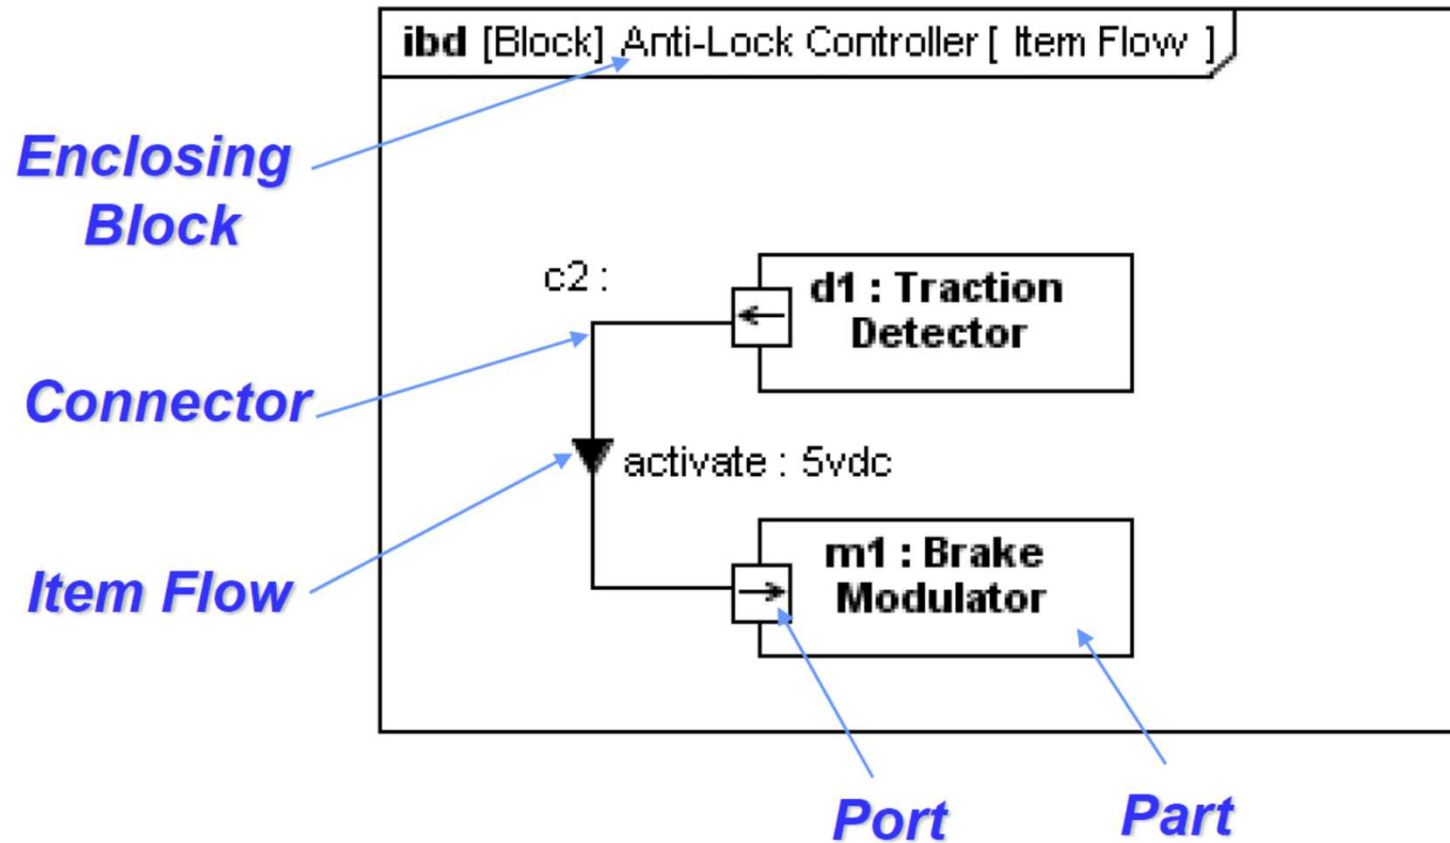 ibd [Block] Anti-Lock Controller [ Item Flow ]
Enclosing
Block
c2 :
d1 : Traction
Detector
Connector
activate : 5vdc
m1 : Brake
Modulator
Item Flow
Port
Part